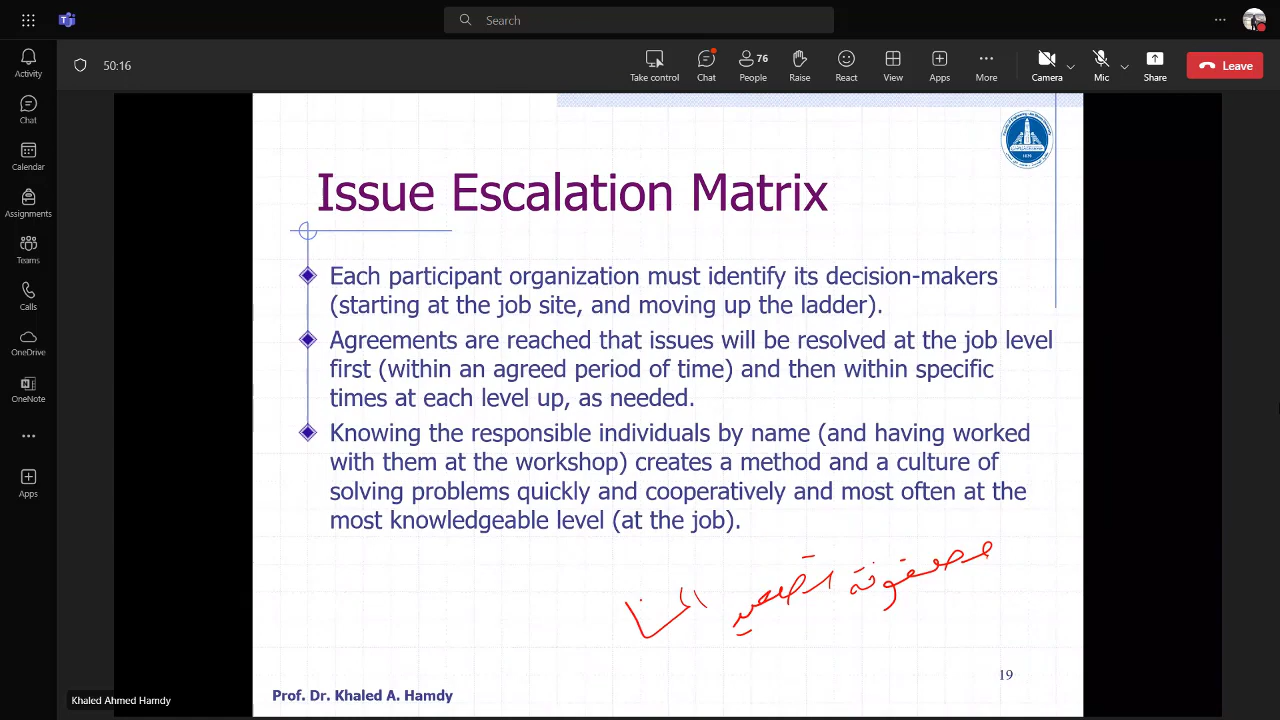 Search
50:16
Take control
Chat
76
People
Raise
React
View
Apps
More
Camera
Mic
Share
Leave
Activity
Chat
Calendar
Assignments
Teams
Calls
OneDrive
OneNote
Apps
Issue Escalation Matrix
Each participant organization must identify its decision-makers
(starting at the job site, and moving up the ladder).
Agreements are reached that issues will be resolved at the job level
first (within an agreed period of time) and then within specific
times at each level up, as needed.
Knowing the responsible individuals by name (and having worked
with them at the workshop) creates a method and a culture of
solving problems quickly and cooperatively and most often at the
most knowledgeable level (at the job).
مصفوفة التصعيد
19
Prof. Dr. Khaled A. Hamdy
Khaled Ahmed Hamdy